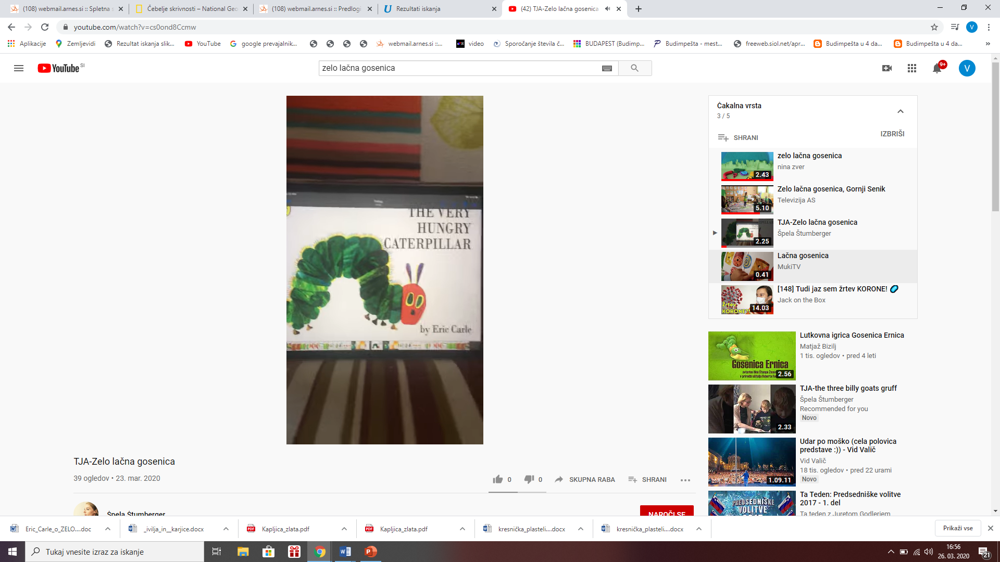 (108) webmail.arnes.si :: Spletna s
Čebelje skrivnosti – National Geo
(108) webmail.arnes.si :: Predlogi
Rezultati iskanja
(42) TJA-Zelo lačna gosenica
youtube.com/watch?v=cs0ond8Ccmw
V
Aplikacije
Zemljevidi
Rezultat iskanja slik...
YouTube
google prevajalnik...
webmail.arnes.si ::...
video
Sporočanje števila č...
BUDAPEST (Budimp...
Budimpešta - mest...
freeweb.siol.net/apr...
Budimpešta u 4 da...
Budimpešta u 4 da...
»
YouTube SI
zelo lačna gosenica
9+
V
THE VERY
HUNGRY
CATERPILLAR
by Eric Carle
TJA-Zelo lačna gosenica
39 ogledov • 23. mar. 2020
0
0
SKUPNA RABA
SHRANI
Špela Štumberger
NAROČI SE
Čakalna vrsta
3 / 5
SHRANI
IZBRIŠI
zelo lačna gosenica
nina zver
2.43
Zelo lačna gosenica, Gornji Senik
Televizija AS
5.10
TJA-Zelo lačna gosenica
Špela Štumberger
2.25
Lačna gosenica
MukiTV
0.41
[148] Tudi jaz sem žrtev KORONE!
Jack on the Box
Žrtev
KORONE?!
14.03
Lutkovna igrica Gosenica Ernica
Matjaž Bizilj
1 tis. ogledov • pred 4 leti
Gosenica Ernica
2.56
TJA-the three billy goats gruff
Špela Štumberger
Recommended for you
Novo
2.33
Udar po moško (cela polovica
predstave :)) - Vid Valič
Vid Valič
18 tis. ogledov • pred 22 urami
Novo
1.09.11
Ta Teden: Predsedniške volitve
2017 - 1. del
Ta teden z Juretom Godlerjem
PREDSEDNIŠKE
VOLITVE
Eric_Carle_o_ZELO....doc
_ivilja_in__karjice.docx
Kapljica_zlata.pdf
Kapljica_zlata.pdf
kresnička_plasteli....docx
kresnička_plasteli....docx
Prikaži vse
Tukaj vnesite izraz za iskanje
16:56
26. 03. 2020
21